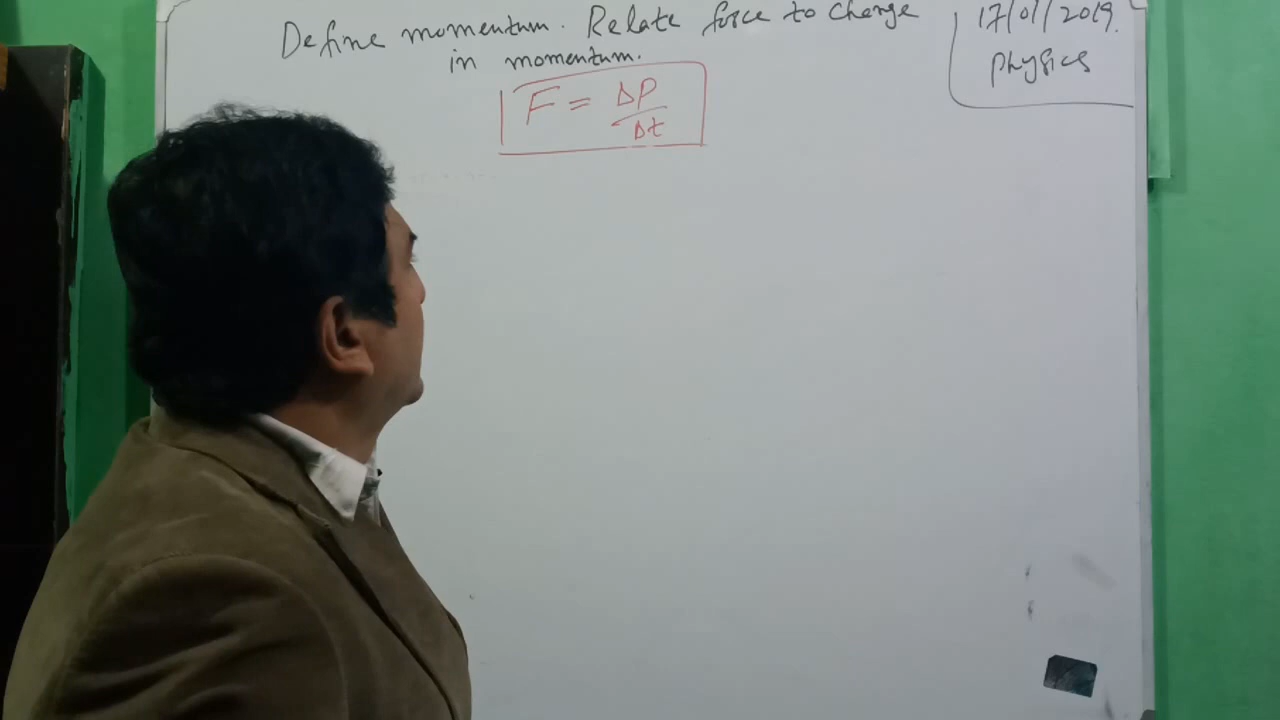 Define momentum. Relate force to change
in momentum.
F = ΔP/Δt
17/01/2019.
physics